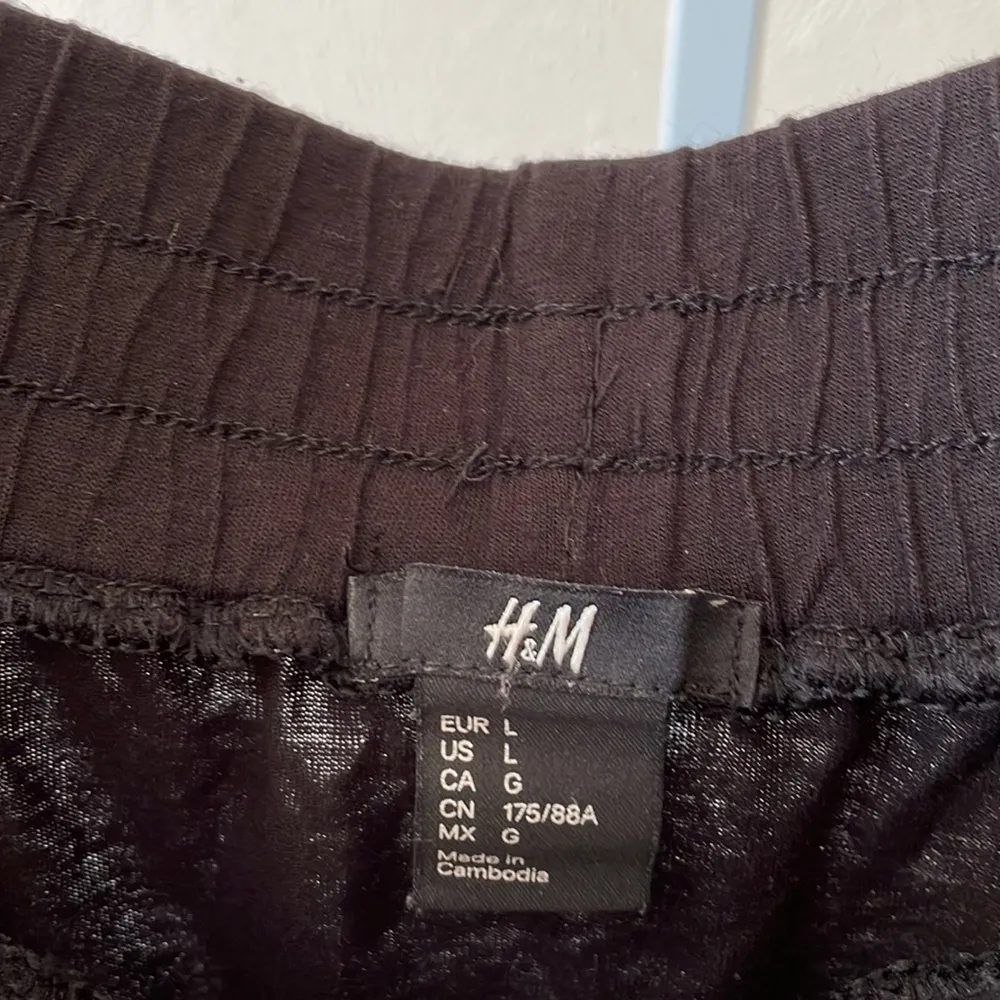 H&M
EUR L
US L
CA G
CN 175/88A
MX G
Made in
Cambodia